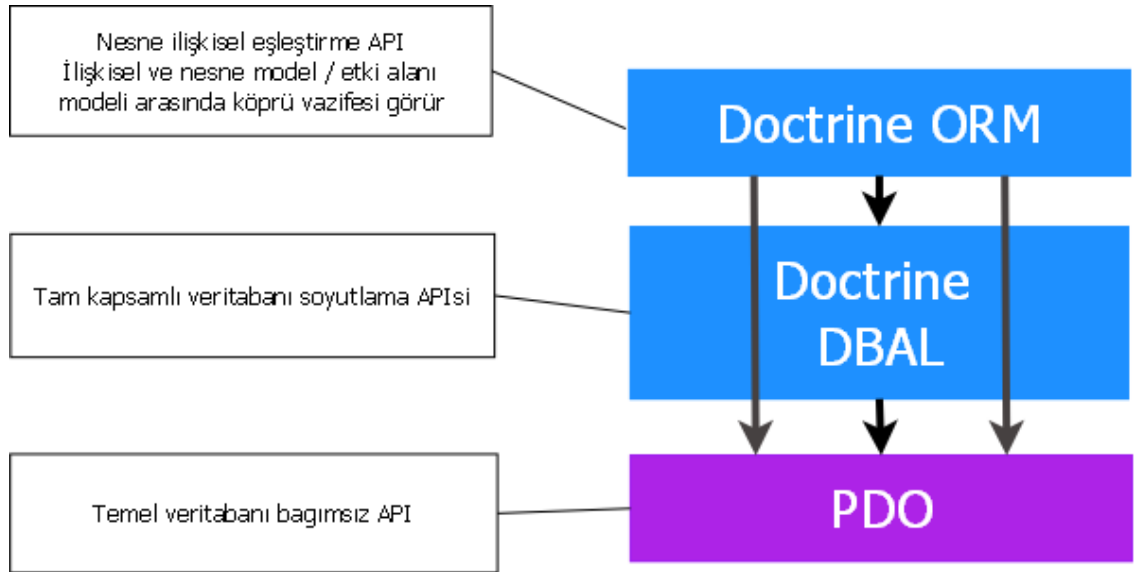 Nesne ilişkisel eşleştirme API
İlişkisel ve nesne model / etki alanı
modeli arasında köprü vazifesi görür
Doctrine ORM
Tam kapsamlı veritabanı soyutlama APIsi
Doctrine
DBAL
Temel veritabanı bagımsız API
PDO